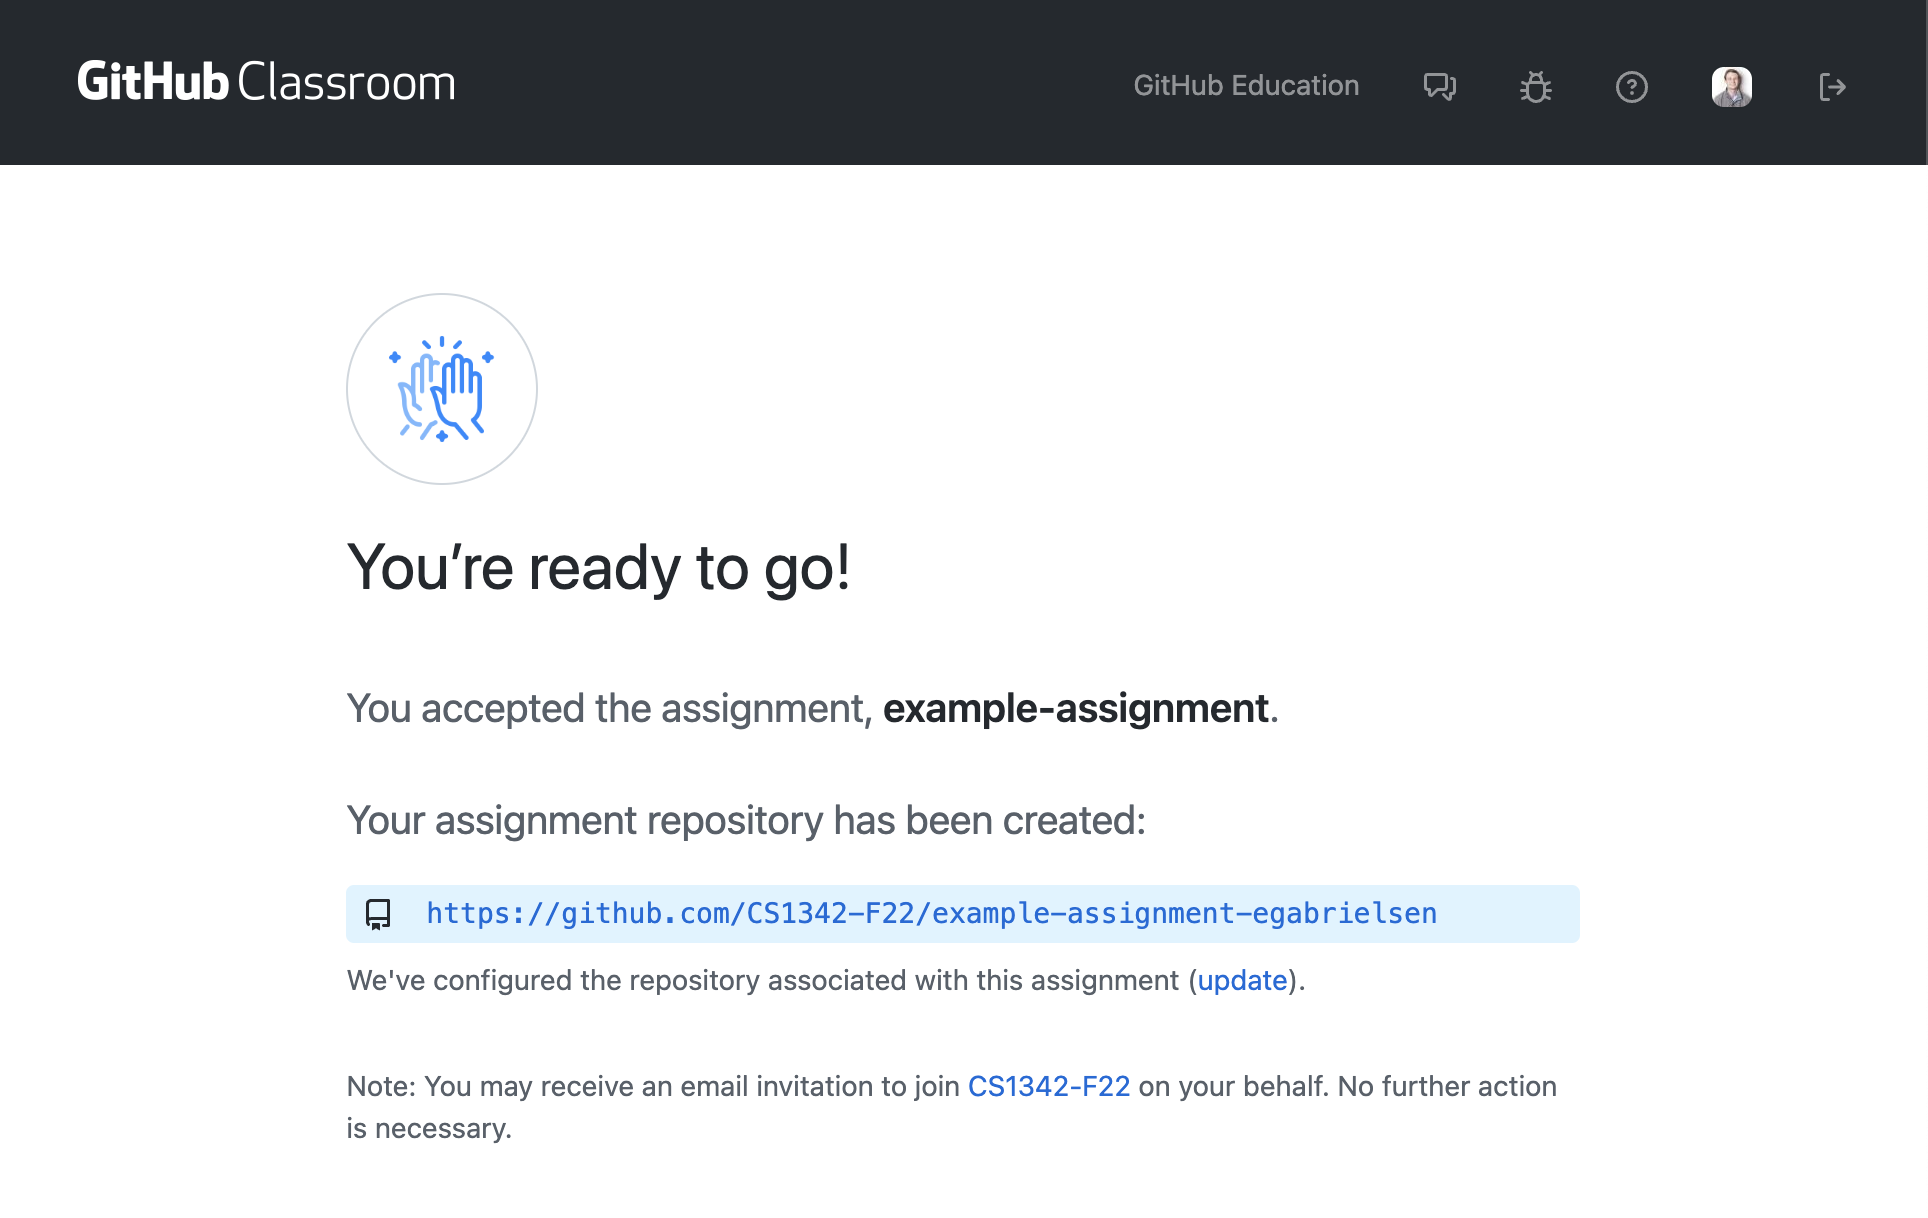 GitHub Classroom
GitHub Education
You’re ready to go!
You accepted the assignment, example-assignment.
Your assignment repository has been created:
https://github.com/CS1342-F22/example-assignment-egabrielsen
We've configured the repository associated with this assignment (update).
Note: You may receive an email invitation to join CS1342-F22 on your behalf. No further action
is necessary.